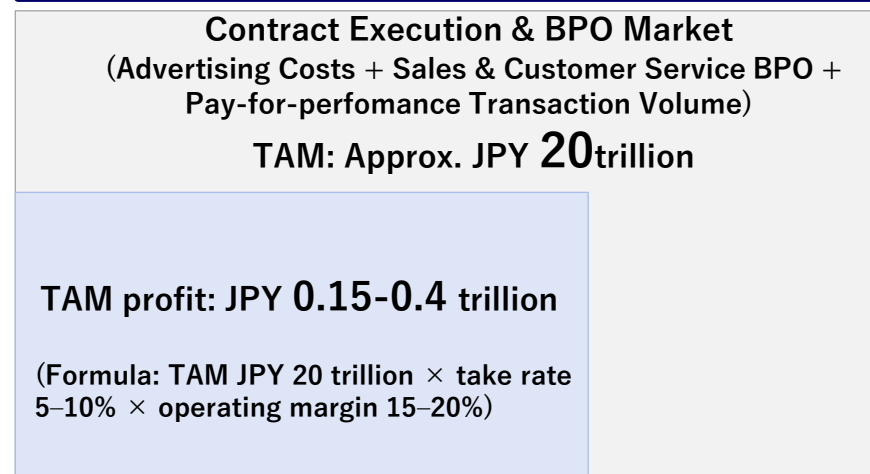 Contract Execution & BPO Market
(Advertising Costs + Sales & Customer Service BPO +
Pay-for-perfomance Transaction Volume)
TAM: Approx. JPY 20trillion
TAM profit: JPY 0.15-0.4 trillion
(Formula: TAM JPY 20 trillion × take rate
5–10% × operating margin 15–20%)